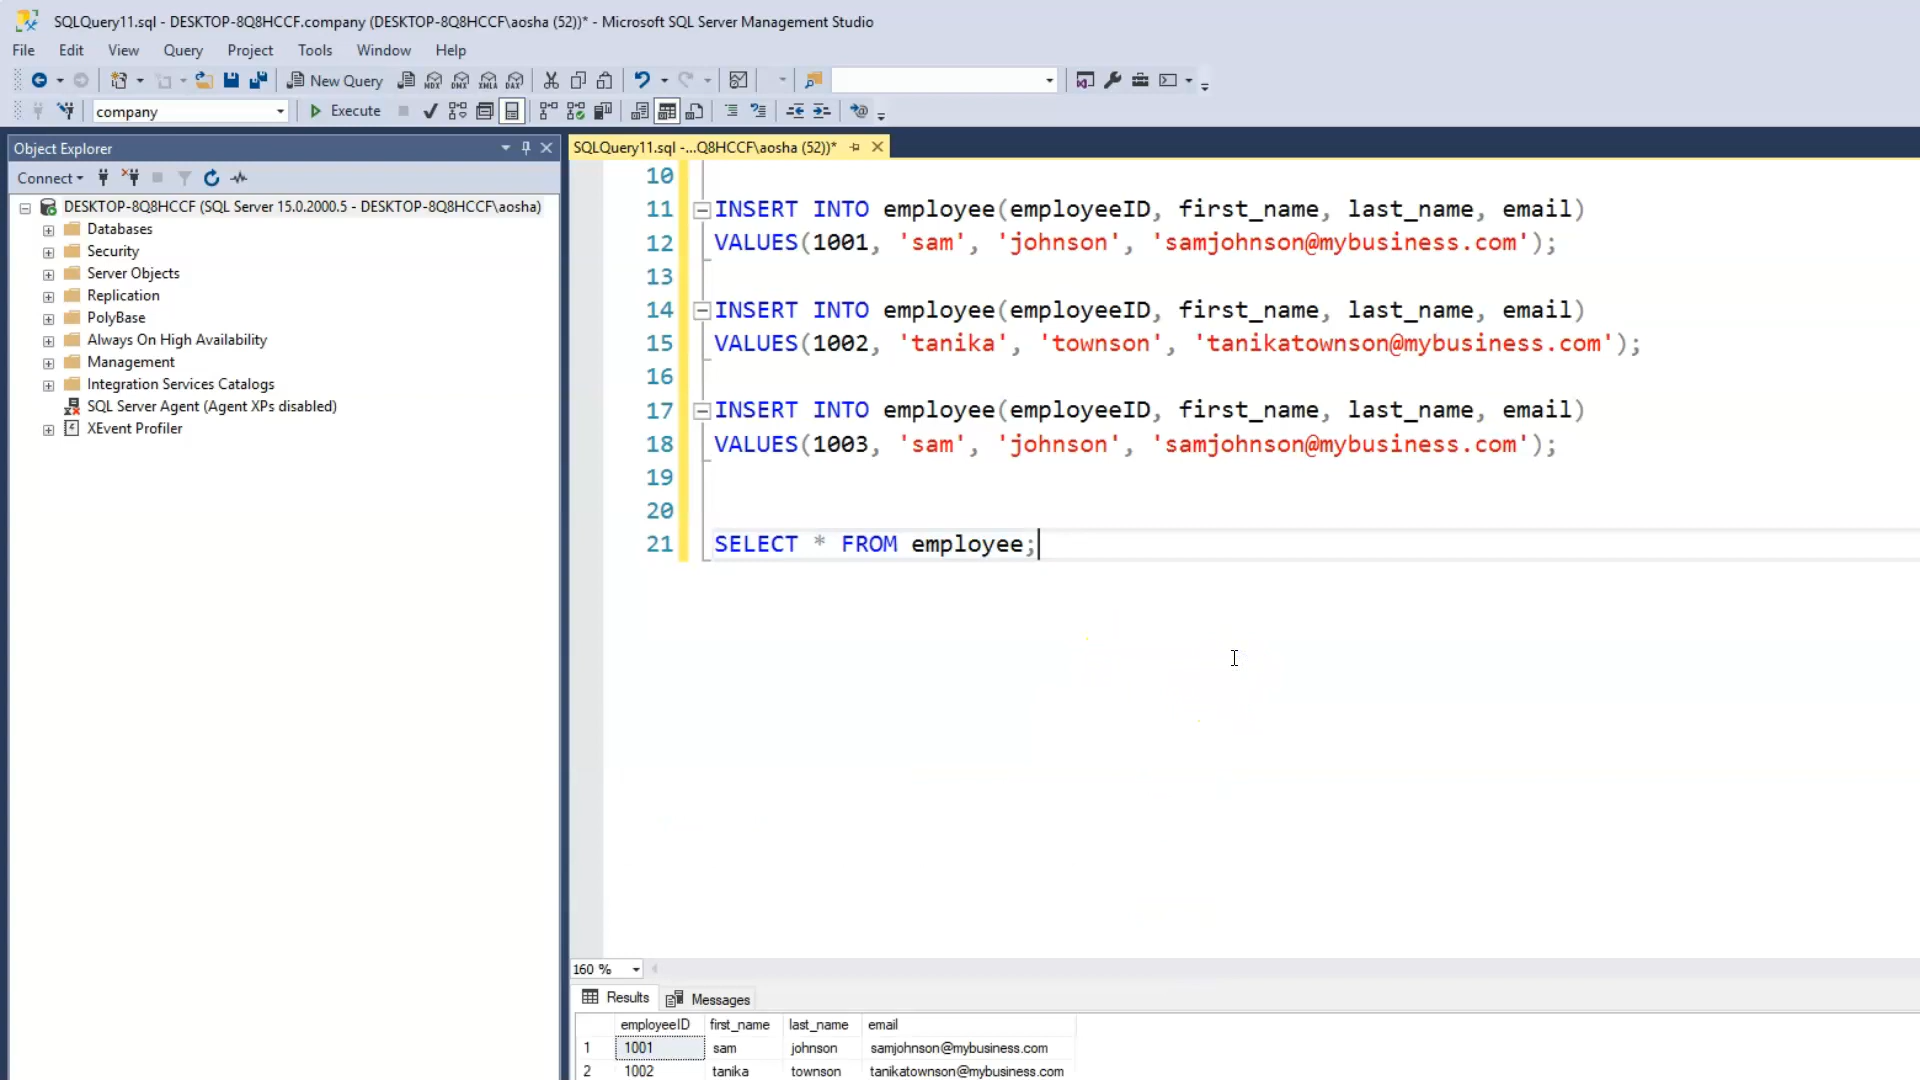 SQLQuery11.sql - DESKTOP-8Q8HCCF.company (DESKTOP-8Q8HCCF\aosha (52))* - Microsoft SQL Server Management Studio
File Edit View Query Project Tools Window Help
New Query MDX DMX XMLA DAX
company Execute
Object Explorer
Connect
DESKTOP-8Q8HCCF (SQL Server 15.0.2000.5 - DESKTOP-8Q8HCCF\aosha)
Databases
Security
Server Objects
Replication
PolyBase
Always On High Availability
Management
Integration Services Catalogs
SQL Server Agent (Agent XPs disabled)
XEvent Profiler
SQLQuery11.sql -...Q8HCCF\aosha (52))*
10
11 INSERT INTO employee(employeeID, first_name, last_name, email)
12 VALUES(1001, 'sam', 'johnson', 'samjohnson@mybusiness.com');
13
14 INSERT INTO employee(employeeID, first_name, last_name, email)
15 VALUES(1002, 'tanika', 'townson', 'tanikatownson@mybusiness.com');
16
17 INSERT INTO employee(employeeID, first_name, last_name, email)
18 VALUES(1003, 'sam', 'johnson', 'samjohnson@mybusiness.com');
19
20
21 SELECT * FROM employee;
160 %
Results Messages
employeeID first_name last_name email
1 1001 sam johnson samjohnson@mybusiness.com
2 1002 tanika townson tanikatownson@mybusiness.com